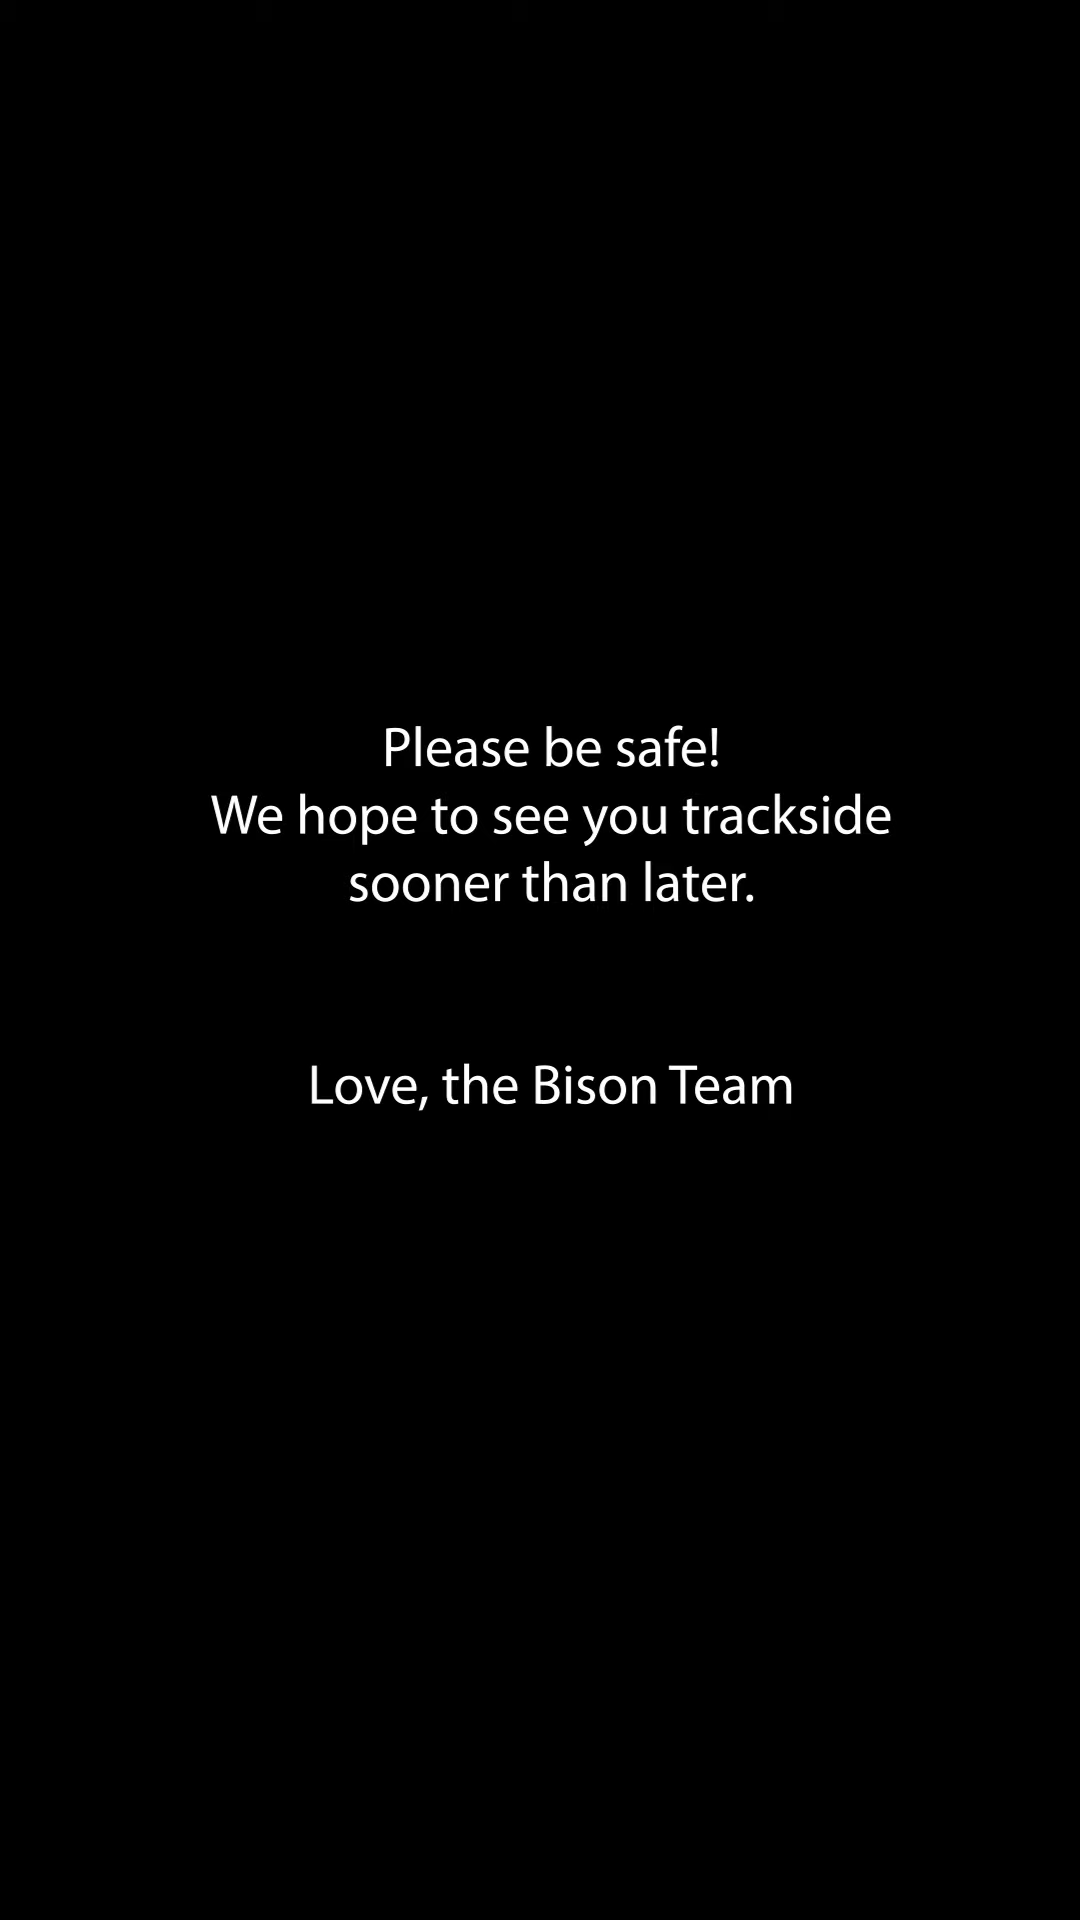 Please be safe!
We hope to see you trackside
sooner than later.
Love, the Bison Team